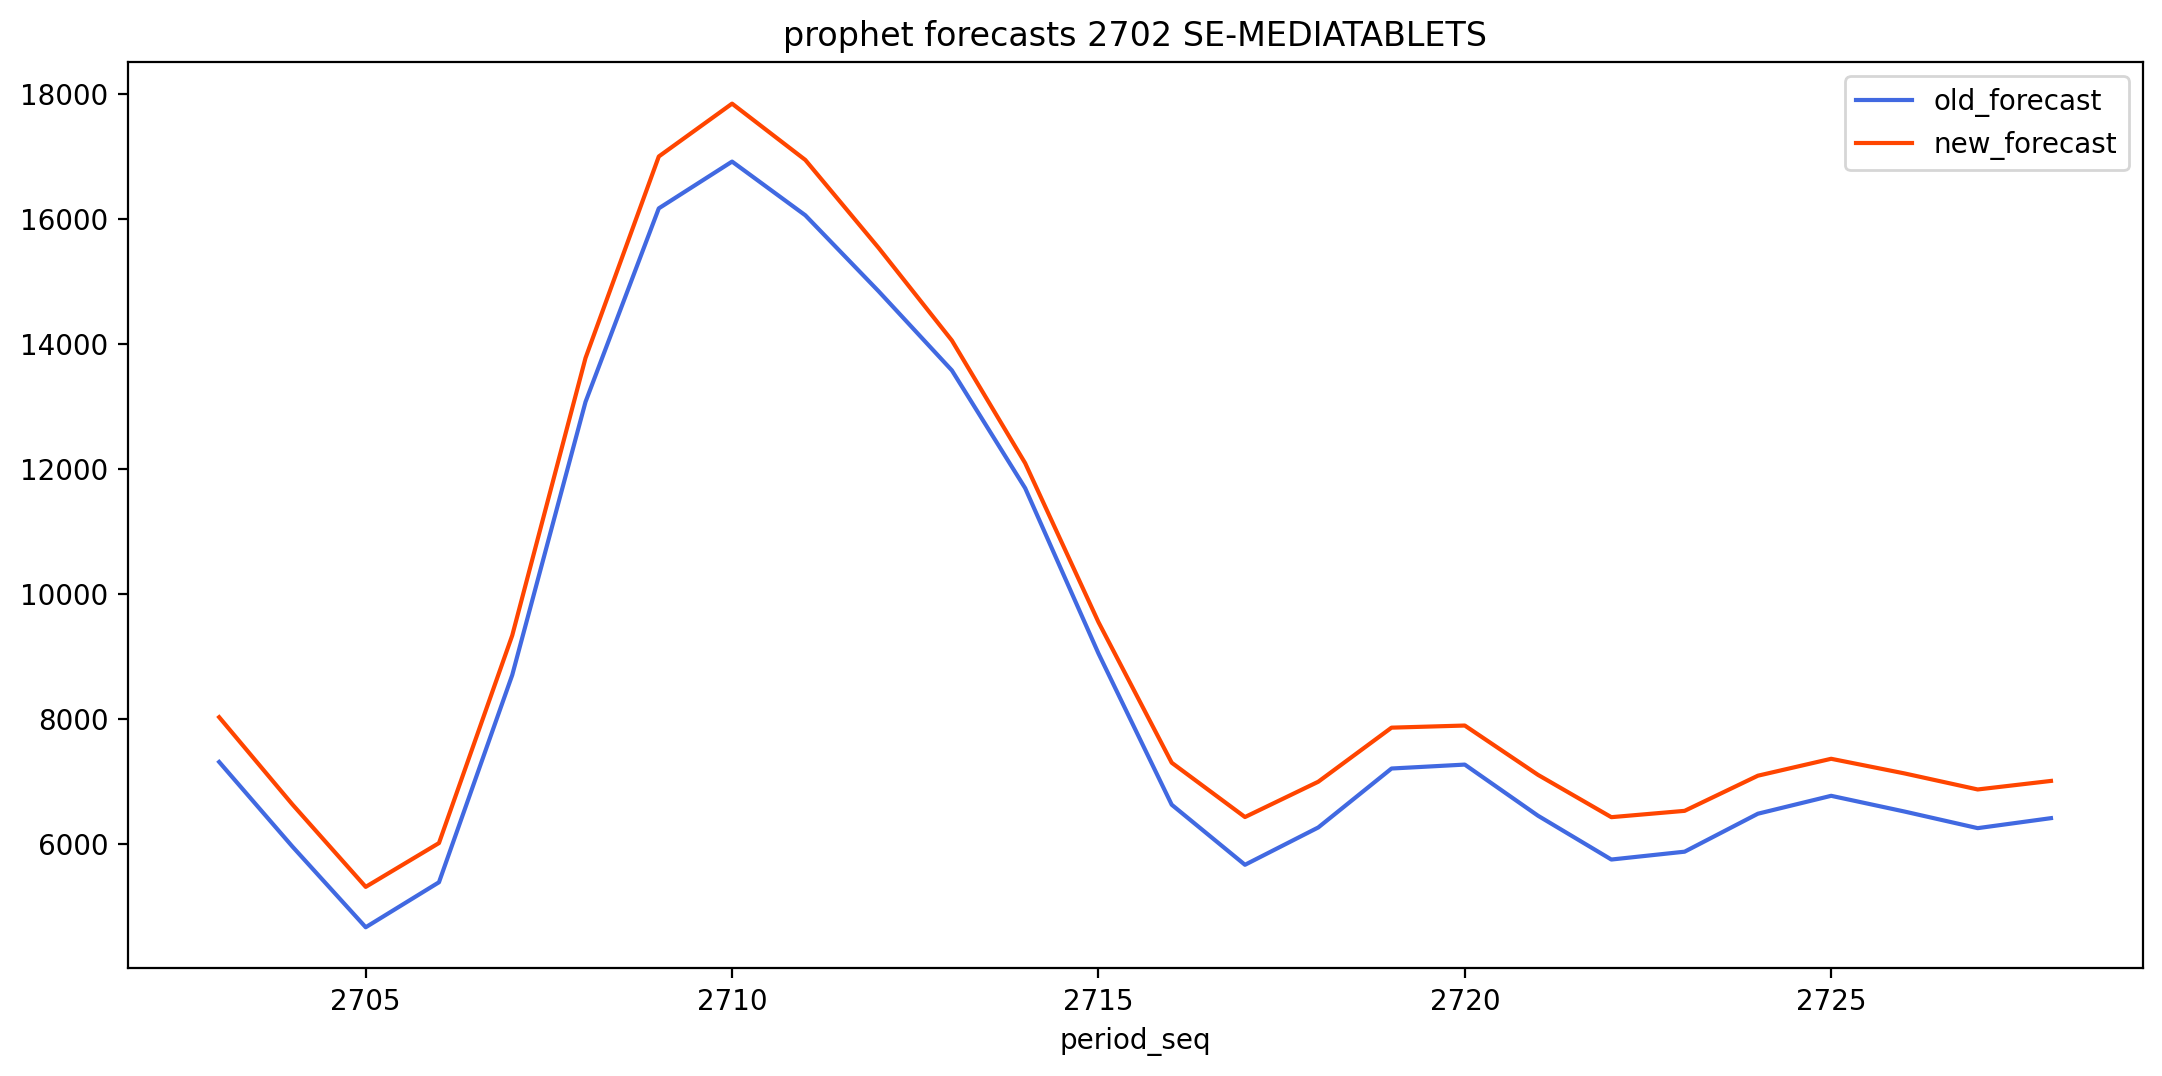 prophet forecasts 2702 SE-MEDIATABLETS
18000
16000
14000
12000
10000
8000
6000
old_forecast
new_forecast
2705 2710 2715 2720 2725
period_seq